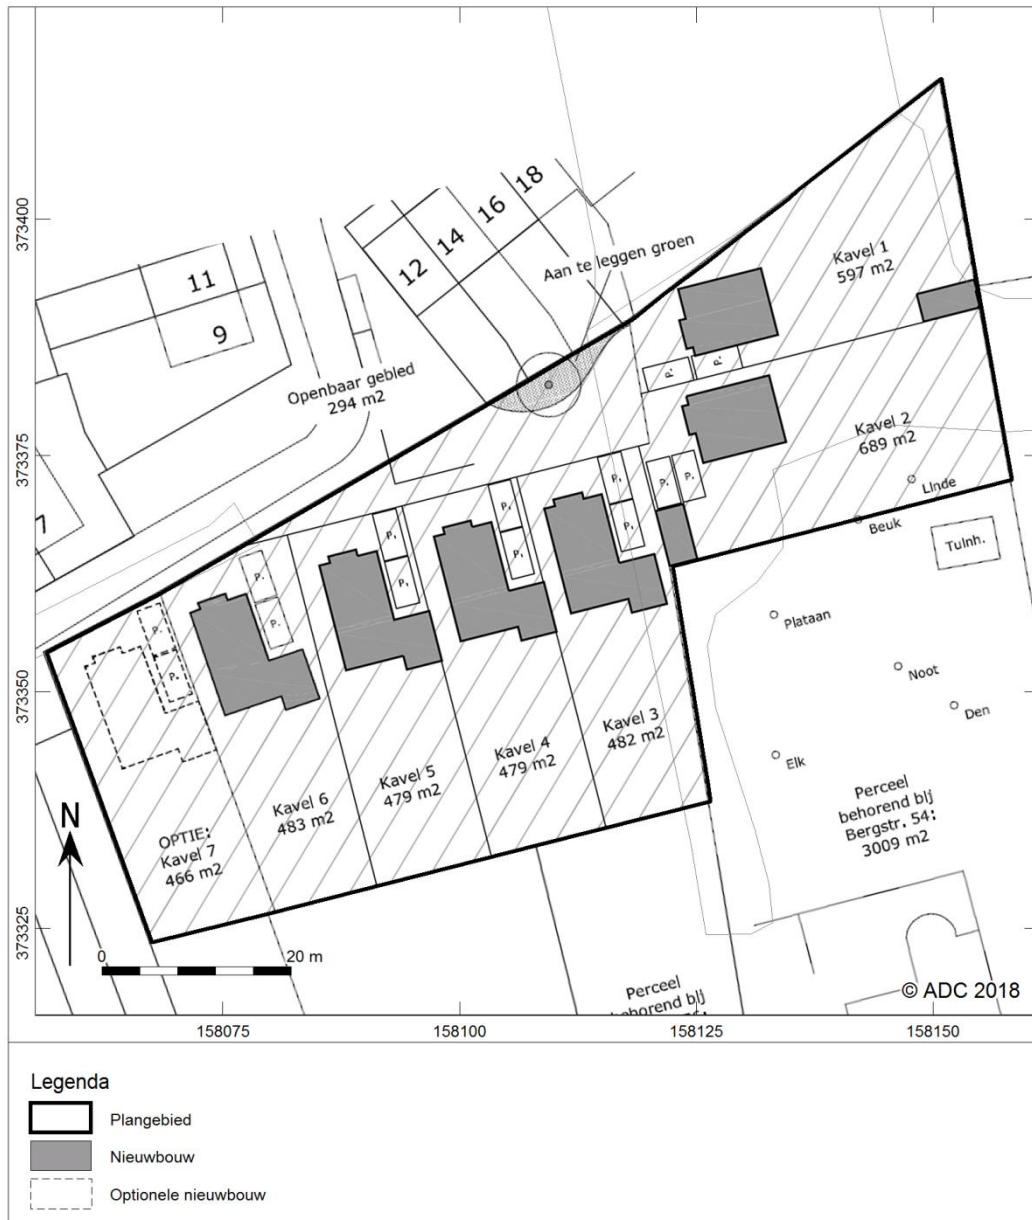 373400
373375
373350
373325
11
9
7
12
14
16
18
Aan te leggen groen
Openbaar gebied
294 m2
Kavel 1
597 m2
P.
P.
Kavel 2
689 m2
P.
P.
P.
P.
P.
P.
P.
P.
P.
P.
P.
P.
Linde
Beuk
Tuinh.
Plataan
Noot
Den
Elk
Kavel 3
482 m2
Kavel 4
479 m2
Kavel 5
479 m2
Kavel 6
483 m2
OPTIE:
Kavel 7
466 m2
Perceel
behorend bij
Bergstr. 54:
3009 m2
N
0
20 m
Perceel
behorend bij
© ADC 2018
158075
158100
158125
158150
Legenda
Plangebied
Nieuwbouw
Optionele nieuwbouw